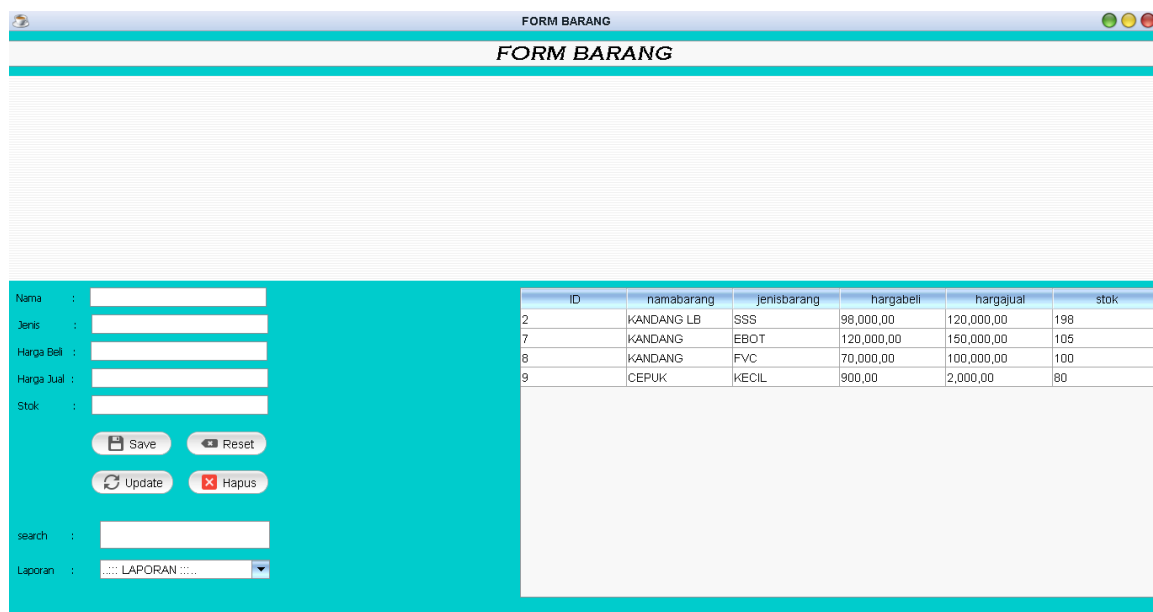 FORM BARANG
FORM BARANG
Nama :
Jenis :
Harga Beli :
Harga Jual :
Stok :
Save Reset
Update Hapus
search :
Laporan : ..::: LAPORAN :::..
ID namabarang jenisbarang hargabeli hargajual stok
2 KANDANG LB SSS 98,000,00 120,000,00 198
7 KANDANG EBOT 120,000,00 150,000,00 105
8 KANDANG FVC 70,000,00 100,000,00 100
9 CEPUK KECIL 900,00 2,000,00 80